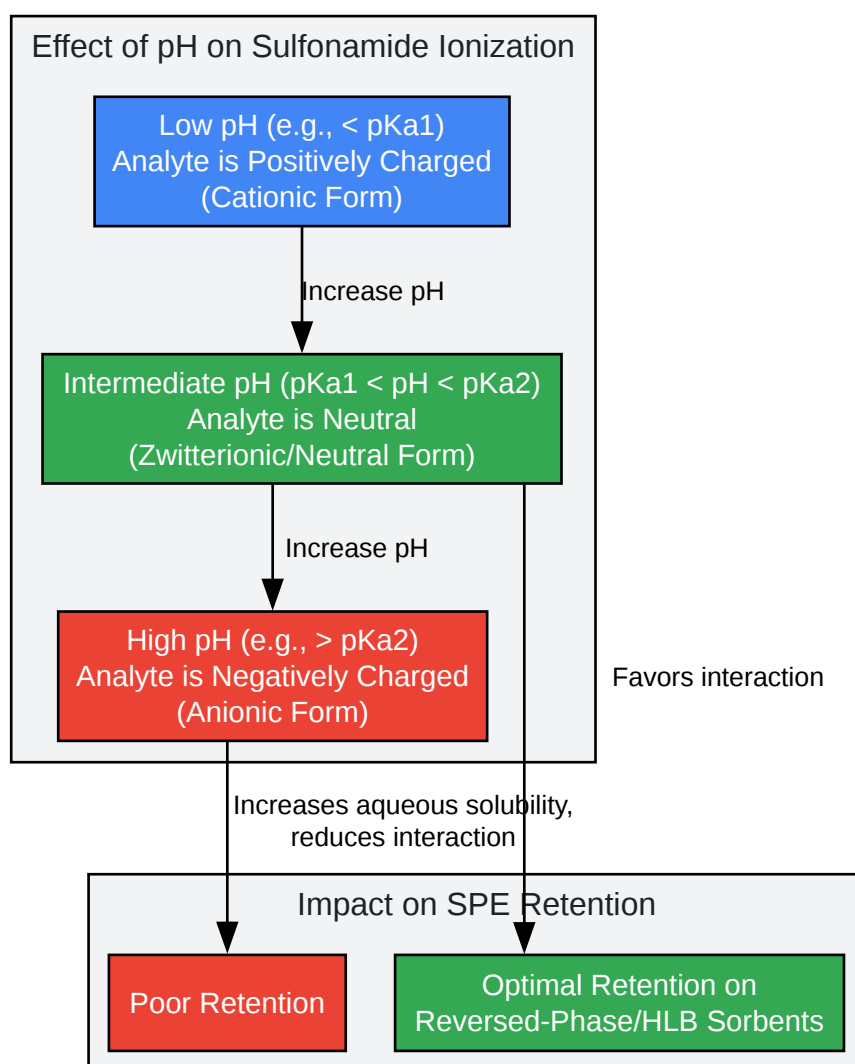 Effect of pH on Sulfonamide Ionization
Low pH (e.g., < pKa1)
Analyte is Positively Charged
(Cationic Form)
Increase pH
Intermediate pH (pKa1 < pH < pKa2)
Analyte is Neutral
(Zwitterionic/Neutral Form)
Increase pH
High pH (e.g., > pKa2)
Analyte is Negatively Charged
(Anionic Form)
Favors interaction
Increases aqueous solubility,
reduces interaction
Impact on SPE Retention
Poor Retention
Optimal Retention on
Reversed-Phase/HLB Sorbents